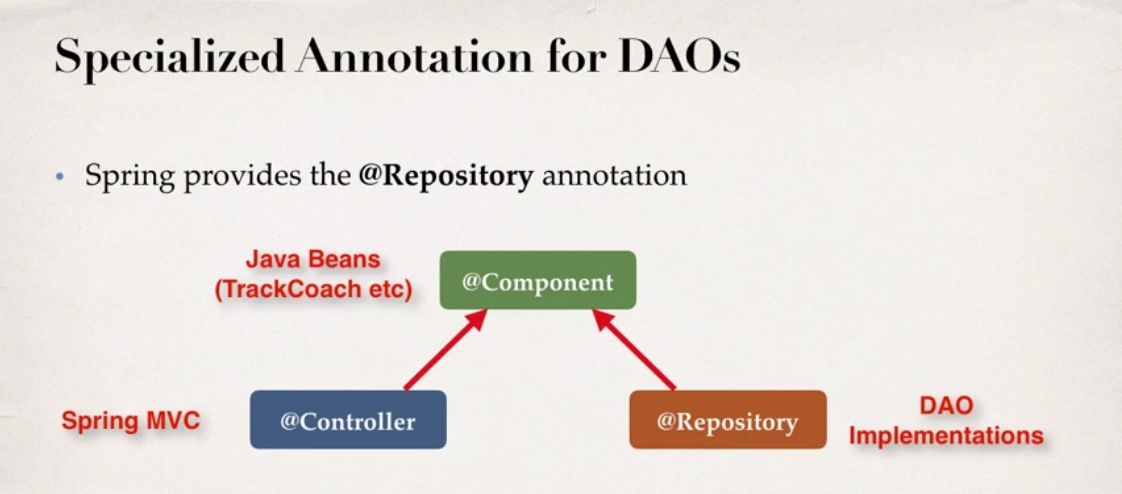 Specialized Annotation for DAOs
• Spring provides the @Repository annotation
Java Beans
(TrackCoach etc)
@Component
Spring MVC
@Controller
@Repository
DAO
Implementations